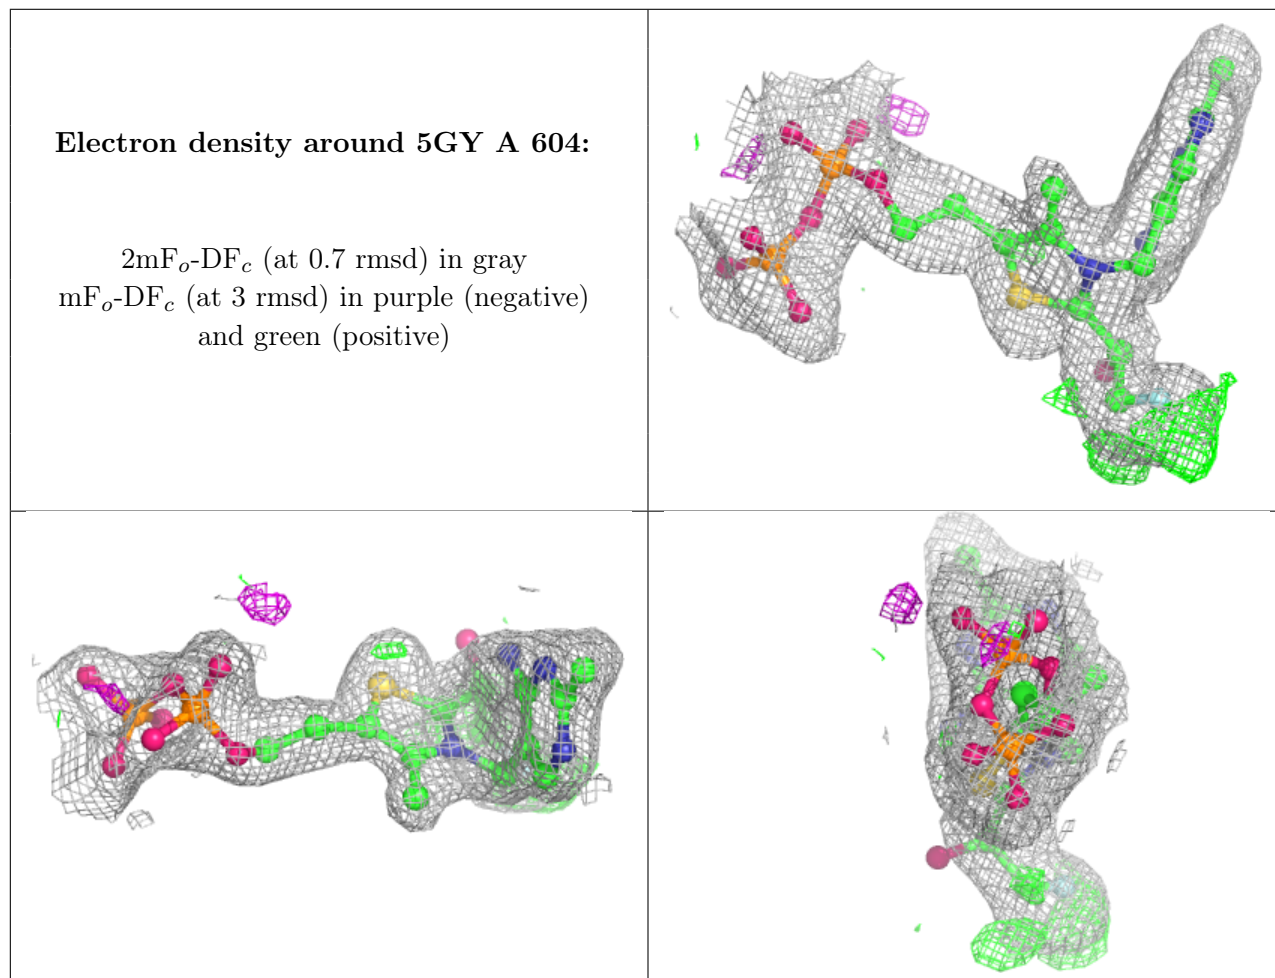 Electron density around 5GY A 604:
2mFo-DFc (at 0.7 rmsd) in gray
mFo-DFc (at 3 rmsd) in purple (negative)
and green (positive)